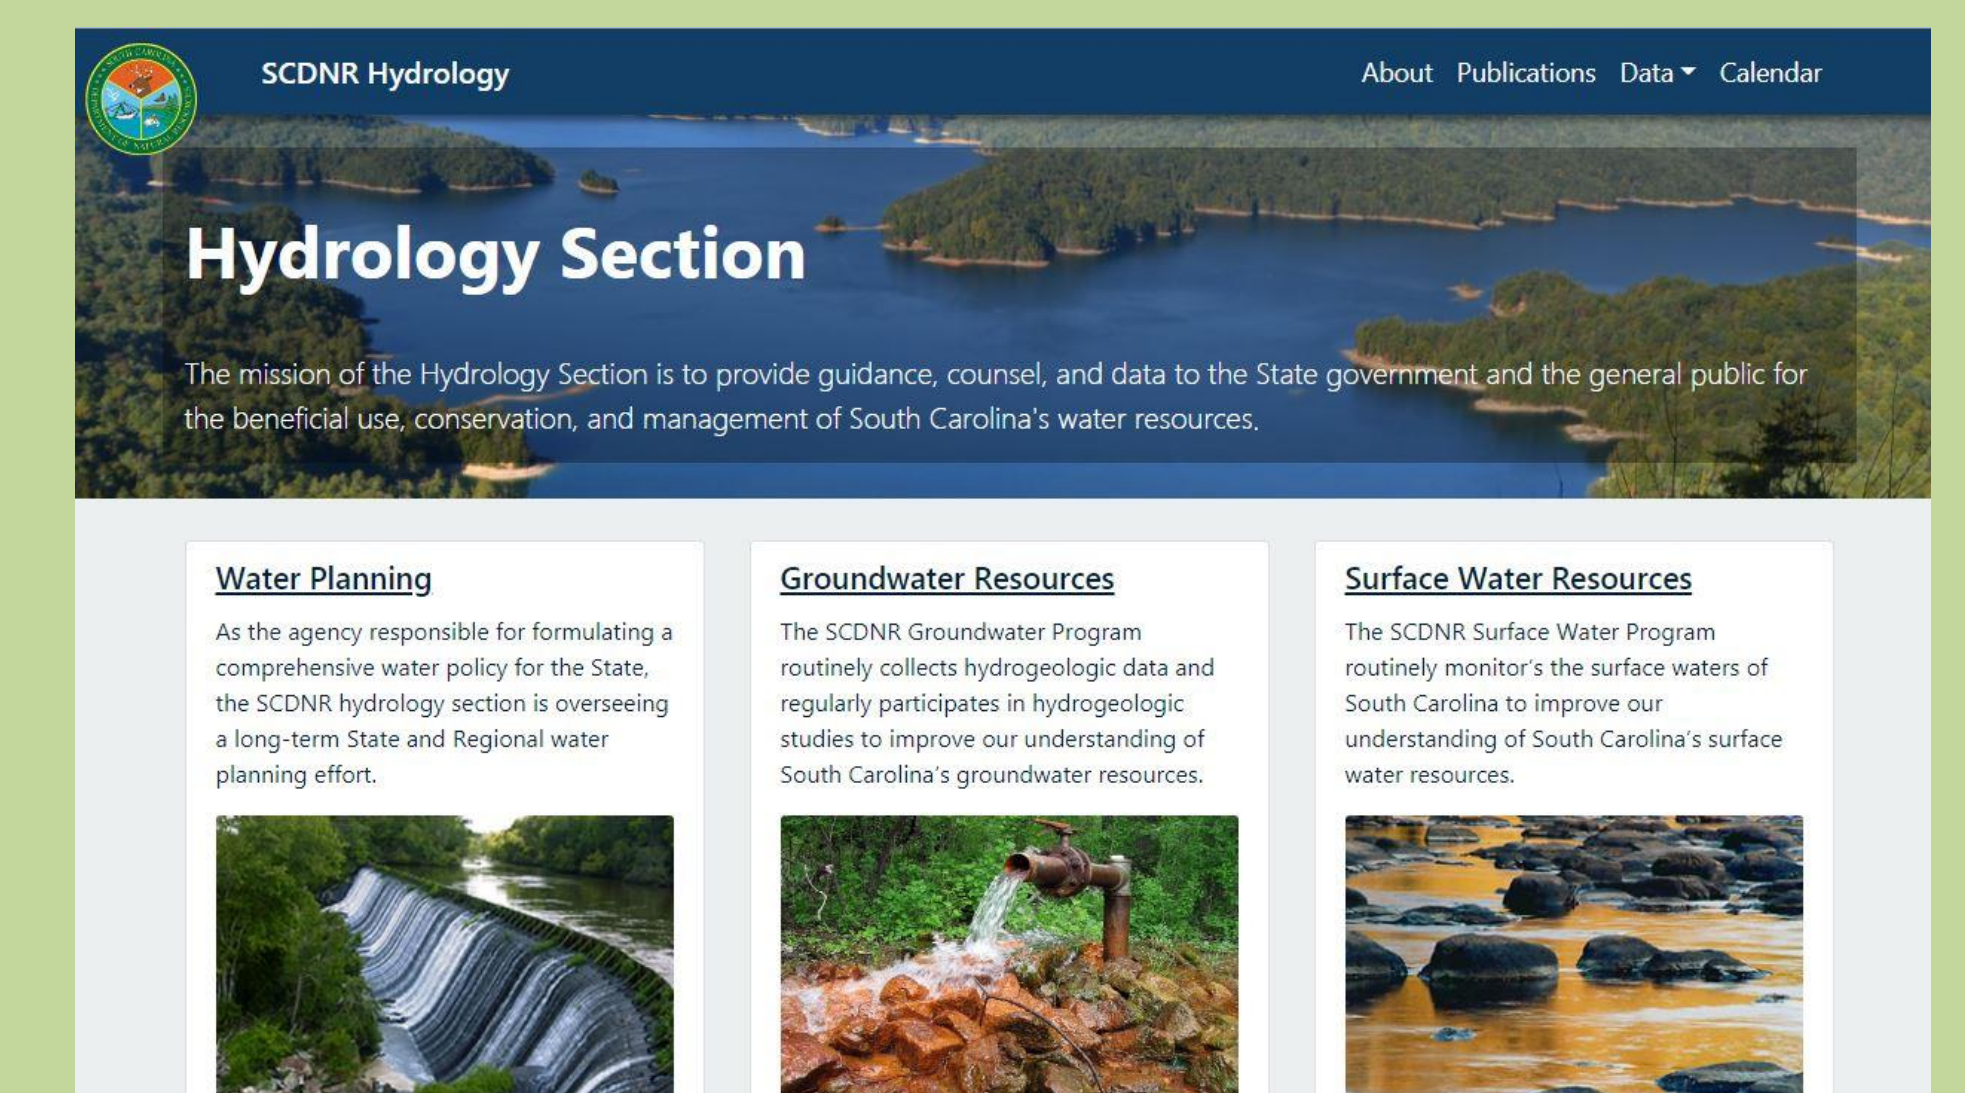 SCDNR Hydrology
About Publications Data Calendar
Hydrology Section
The mission of the Hydrology Section is to provide guidance, counsel, and data to the State government and the general public for
the beneficial use, conservation, and management of South Carolina's water resources.
Water Planning
As the agency responsible for formulating a
comprehensive water policy for the State,
the SCDNR hydrology section is overseeing
a long-term State and Regional water
planning effort.
Groundwater Resources
The SCDNR Groundwater Program
routinely collects hydrogeologic data and
regularly participates in hydrogeologic
studies to improve our understanding of
South Carolina's groundwater resources.
Surface Water Resources
The SCDNR Surface Water Program
routinely monitor's the surface waters of
South Carolina to improve our
understanding of South Carolina's surface
water resources.